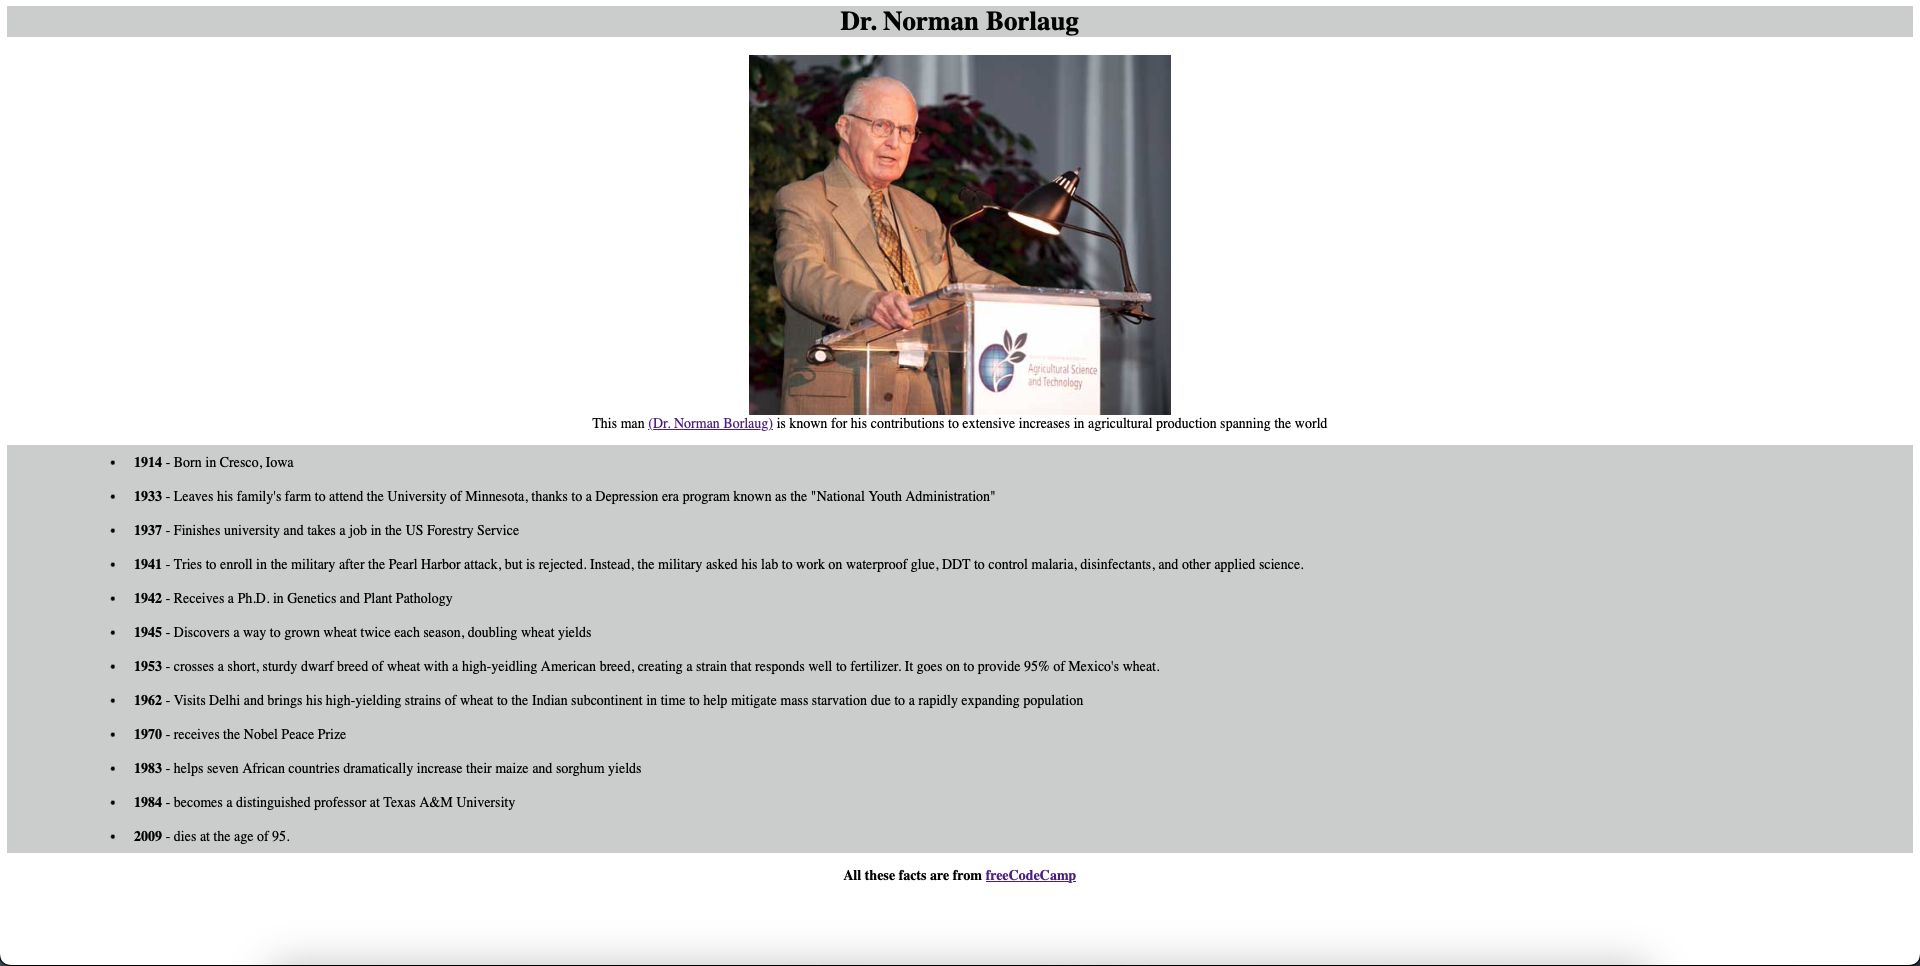 Dr. Norman Borlaug
Agricultural Science
and Technology
This man (Dr. Norman Borlaug) is known for his contributions to extensive increases in agricultural production spanning the world
• 1914 - Born in Cresco, Iowa
• 1933 - Leaves his family's farm to attend the University of Minnesota, thanks to a Depression era program known as the "National Youth Administration"
• 1937 - Finishes university and takes a job in the US Forestry Service
• 1941 - Tries to enroll in the military after the Pearl Harbor attack, but is rejected. Instead, the military asked his lab to work on waterproof glue, DDT to control malaria, disinfectants, and other applied science.
• 1942 - Receives a Ph.D. in Genetics and Plant Pathology
• 1945 - Discovers a way to grown wheat twice each season, doubling wheat yields
• 1953 - crosses a short, sturdy dwarf breed of wheat with a high-yeidling American breed, creating a strain that responds well to fertilizer. It goes on to provide 95% of Mexico's wheat.
• 1962 - Visits Delhi and brings his high-yielding strains of wheat to the Indian subcontinent in time to help mitigate mass starvation due to a rapidly expanding population
• 1970 - receives the Nobel Peace Prize
• 1983 - helps seven African countries dramatically increase their maize and sorghum yields
• 1984 - becomes a distinguished professor at Texas A&M University
• 2009 - dies at the age of 95.
All these facts are from freeCodeCamp